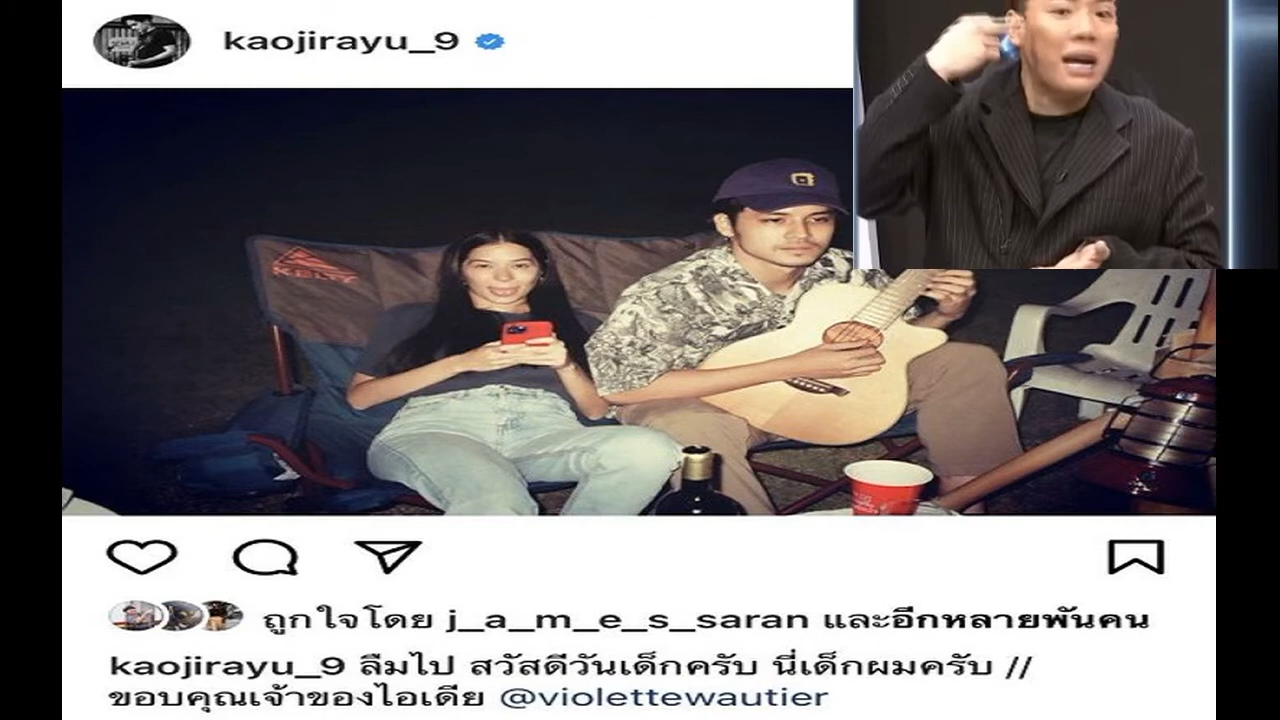 kaojirayu_9
KELTY
ถูกใจโดย j_a_m_e_s_saran และอีกหลายพันคน
kaojirayu_9 ลืมไป สวัสดีวันเด็กครับ นี่เด็กผมครับ //
ขอบคุณเจ้าของไอเดีย @violettewautier